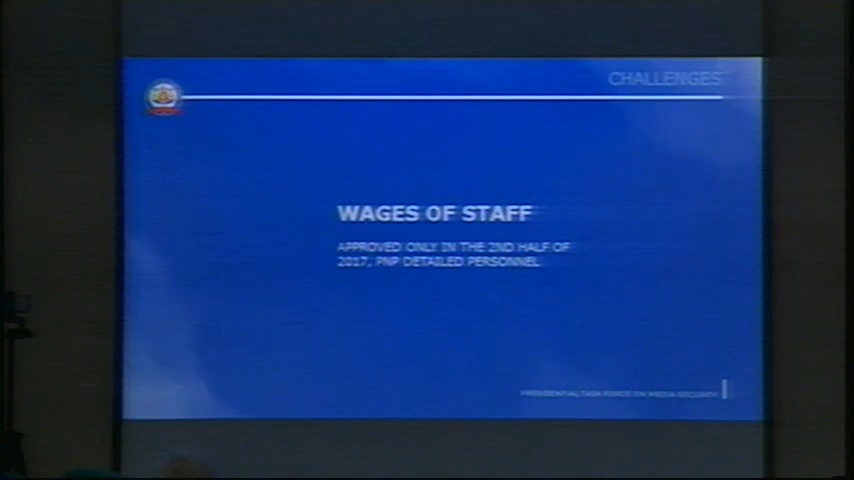 CHALLENGES
WAGES OF STAFF
APPROVED ONLY IN THE 2ND HALF OF
2017, PNP DETAILED PERSONNEL
PRESIDENTIAL TASK FORCE ON MEDIA SECURITY